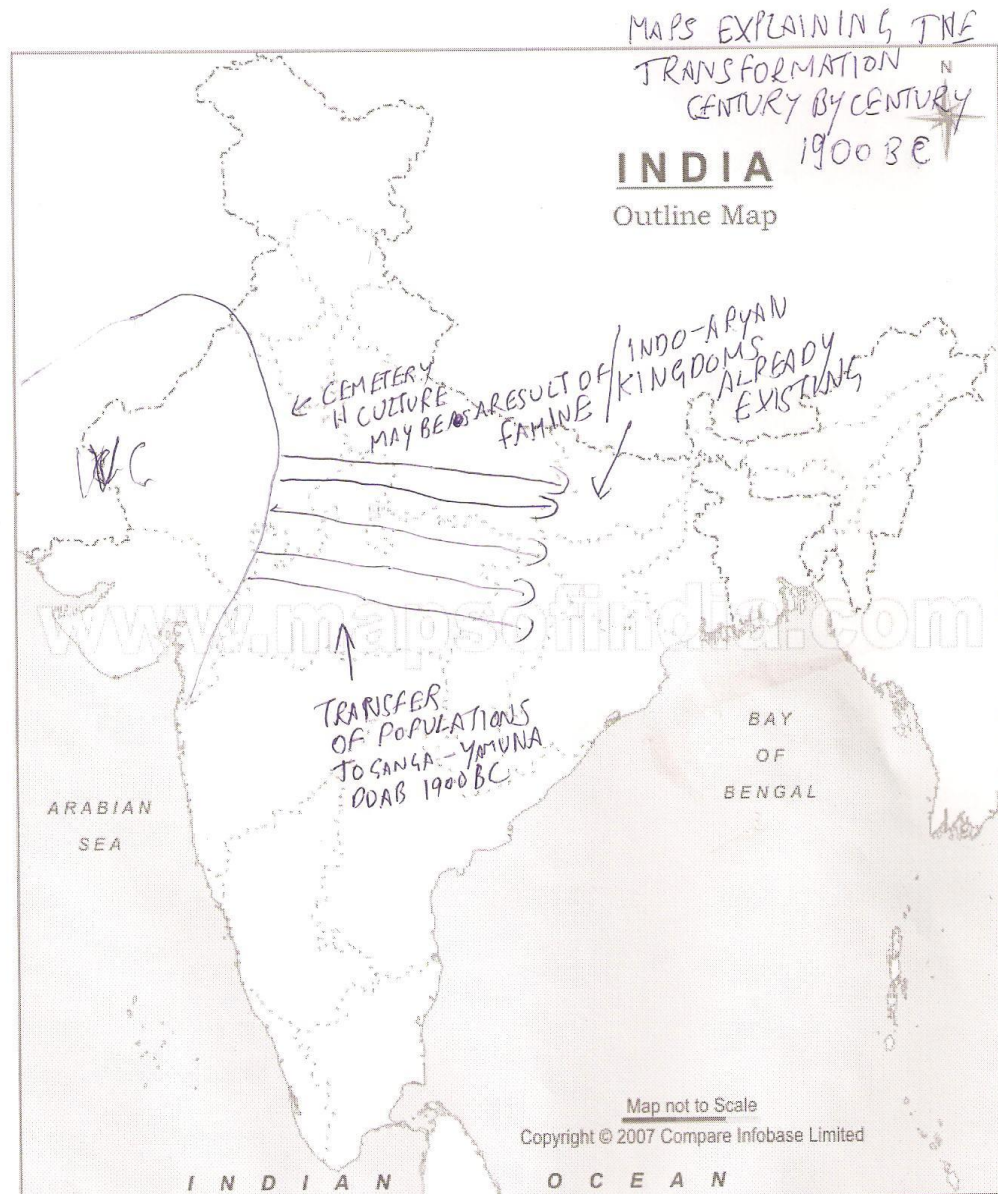 MAPS EXPLAINING THE
TRANSFORMATION
CENTURY BY CENTURY
1900 BC
N
INDIA
Outline Map
← CEMETERY
H CULTURE
MAY BE AS A RESULT OF
FAMINE
INDO-ARYAN
KINGDOMS
ALREADY
EXISTING
IVC
www.mapsofindia.com
TRANSFER
OF POPULATIONS
TO GANGA-YAMUNA
DOAB 1900 BC
ARABIAN
SEA
BAY
OF
BENGAL
Map not to Scale
Copyright © 2007 Compare Infobase Limited
INDIAN OCEAN